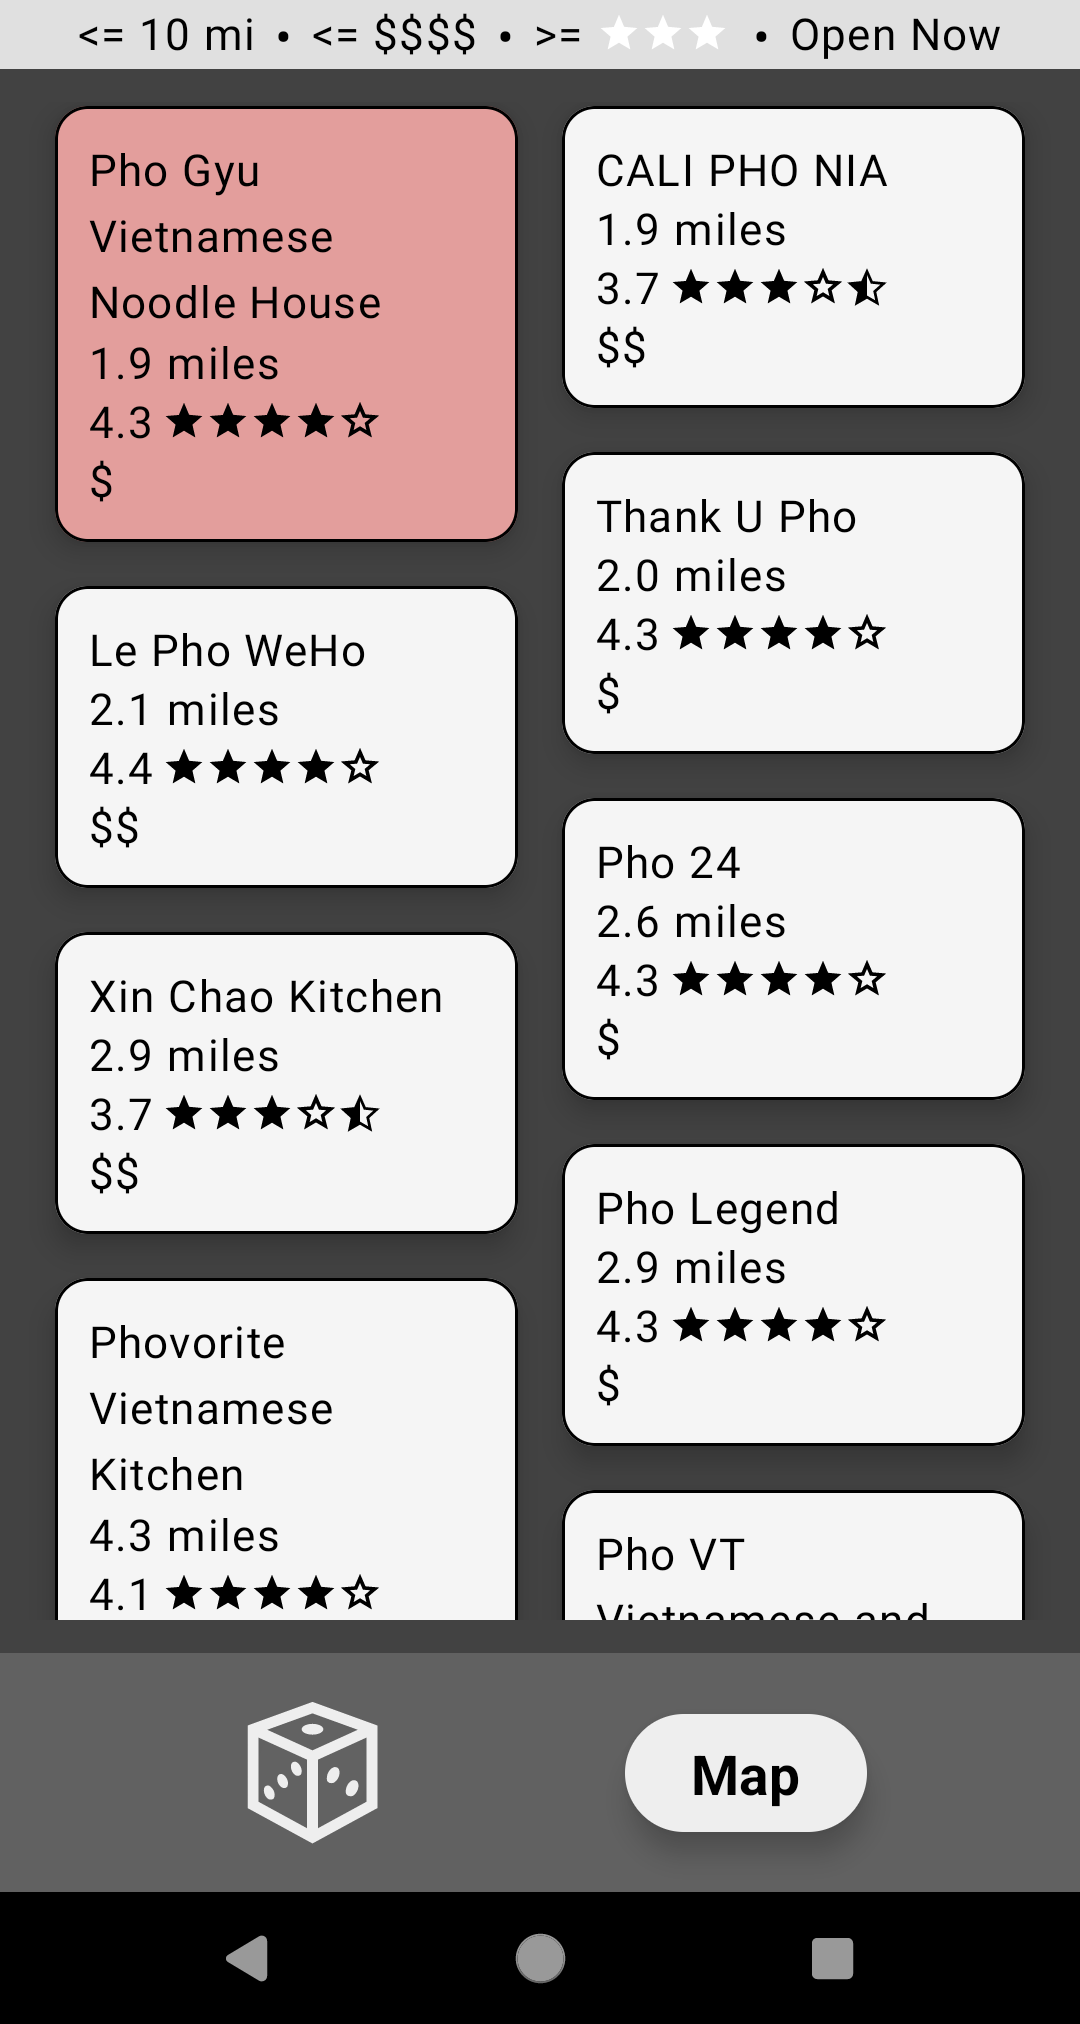 <= 10 mi • <= $$$$ • >= ★★★ • Open Now
Pho Gyu
Vietnamese
Noodle House
1.9 miles
4.3 ★★★★☆
$
CALI PHO NIA
1.9 miles
3.7
$$
Thank U Pho
2.0 miles
4.3 ★★★★☆
$
Le Pho WeHo
2.1 miles
4.4 ★★★★☆
$$
Pho 24
2.6 miles
4.3 ★★★★☆
$
Xin Chao Kitchen
2.9 miles
3.7
$$
Pho Legend
2.9 miles
4.3 ★★★★☆
$
Phovorite
Vietnamese
Kitchen
4.3 miles
4.1 ★★★★☆
Pho VT
Vietnamese and
Map